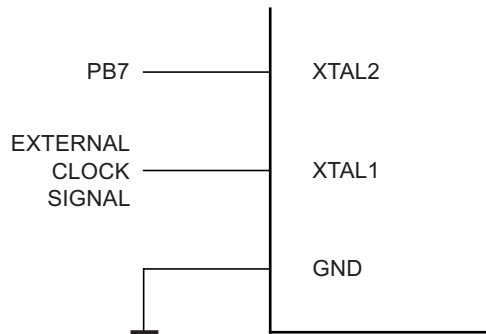 PB7
XTAL2
EXTERNAL
CLOCK
SIGNAL
XTAL1
GND